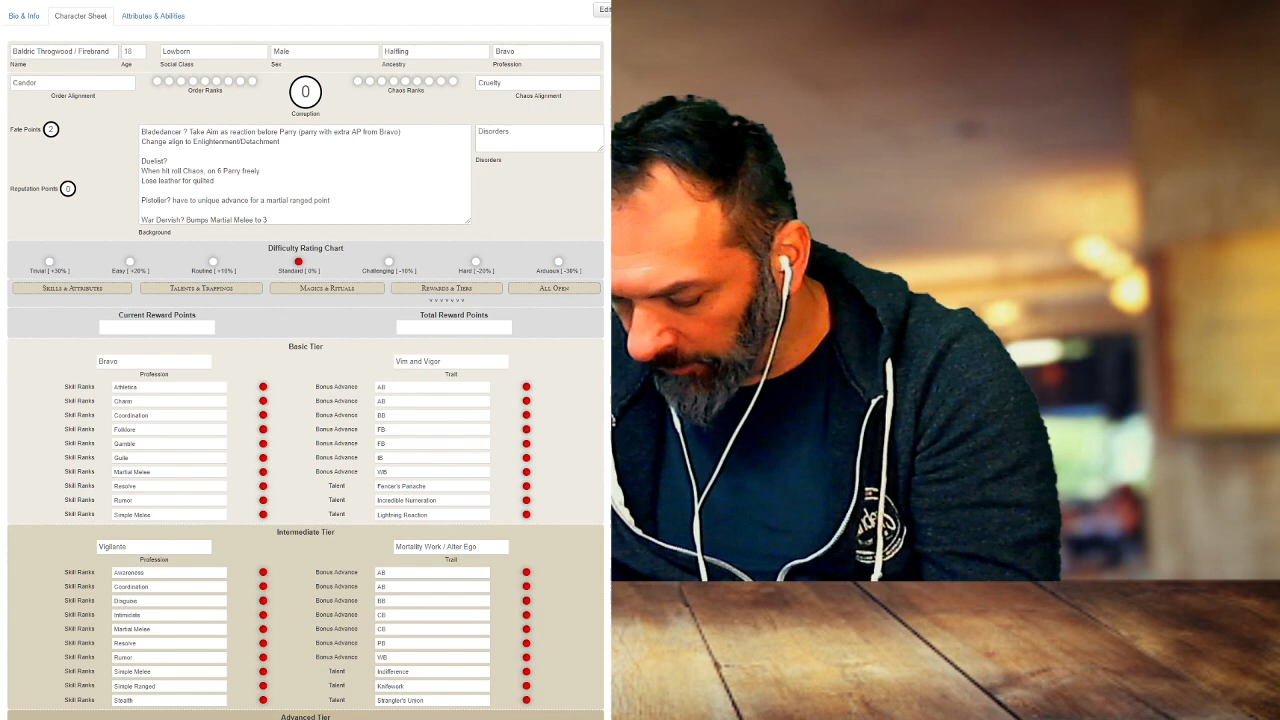 Bio & Info Character Sheet Attributes & Abilities Edit
Baldric Throgwood / Firebrand 18 Lowborn Male Halfling Bravo
Name Age Social Class Sex Ancestry Profession
Candor Cruelty
Order Alignment Order Ranks 0 Chaos Ranks Chaos Alignment
Corruption
Fate Points 2
Reputation Points 0
Bladedancer ? Take Aim as reaction before Parry (parry with extra AP from Bravo)
Change align to Enlightenment/Detachment
Duelist?
When hit roll Chaos, on 6 Parry freely
Lose leather for quilted
Pistolier? have to unique advance for a martial ranged point
War Dervish? Bumps Martial Melee to 3
Background
Disorders
Disorders
Difficulty Rating Chart
Trivial [ +30% ] Easy [ +20% ] Routine [ +10% ] Standard [ 0% ] Challenging [ -10% ] Hard [ -20% ] Arduous [ -30% ]
Skills & Attributes Talents & Trappings Magics & Rituals Rewards & Tiers All Open
v v v v v v v
Current Reward Points Total Reward Points
Basic Tier
Bravo Vim and Vigor
Profession Trait
Skill Ranks Athletics Bonus Advance AB
Skill Ranks Charm Bonus Advance AB
Skill Ranks Coordination Bonus Advance BB
Skill Ranks Folklore Bonus Advance FB
Skill Ranks Gamble Bonus Advance FB
Skill Ranks Guile Bonus Advance IB
Skill Ranks Martial Melee Bonus Advance WB
Skill Ranks Resolve Talent Fencer's Panache
Skill Ranks Rumor Talent Incredible Numeration
Skill Ranks Simple Melee Talent Lightning Reaction
Intermediate Tier
Vigilante Mortality Work / Alter Ego
Profession Trait
Skill Ranks Awareness Bonus Advance AB
Skill Ranks Coordination Bonus Advance AB
Skill Ranks Disguise Bonus Advance BB
Skill Ranks Intimidate Bonus Advance CB
Skill Ranks Martial Melee Bonus Advance CB
Skill Ranks Resolve Bonus Advance PB
Skill Ranks Rumor Bonus Advance WB
Skill Ranks Simple Melee Talent Indifference
Skill Ranks Simple Ranged Talent Knifework
Skill Ranks Stealth Talent Strangler's Union
Advanced Tier